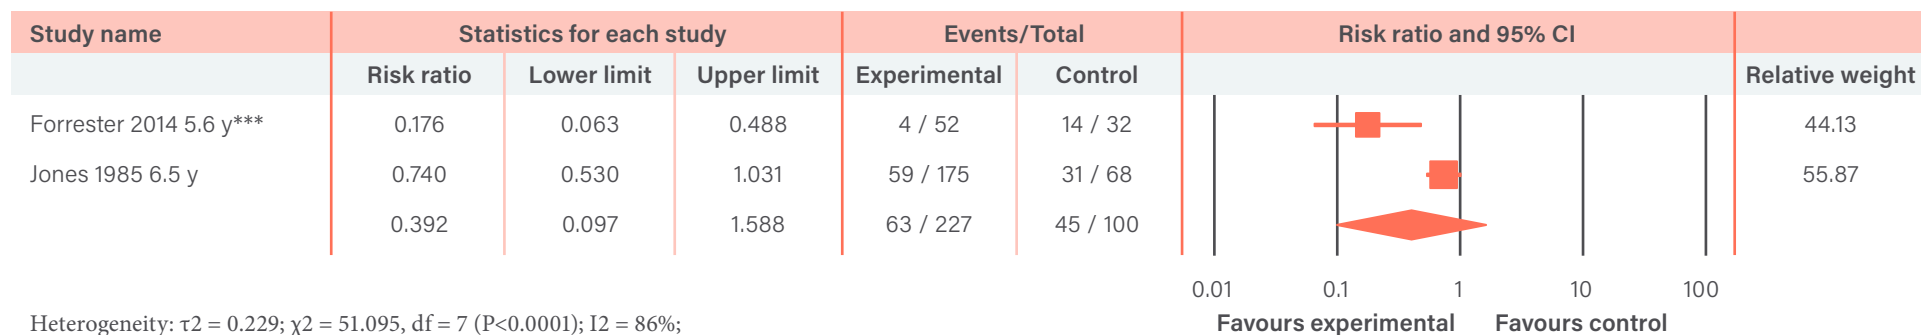 Study name Statistics for each study Events/Total Risk ratio and 95% CI
Risk ratio Lower limit Upper limit Experimental Control Relative weight
Forrester 2014 5.6 y*** 0.176 0.063 0.488 4 / 52 14 / 32 44.13
Jones 1985 6.5 y 0.740 0.530 1.031 59 / 175 31 / 68 55.87
0.392 0.097 1.588 63 / 227 45 / 100
0.01 0.1 1 10 100
Heterogeneity: τ2 = 0.229; χ2 = 51.095, df = 7 (P<0.0001); I2 = 86%; Favours experimental Favours control